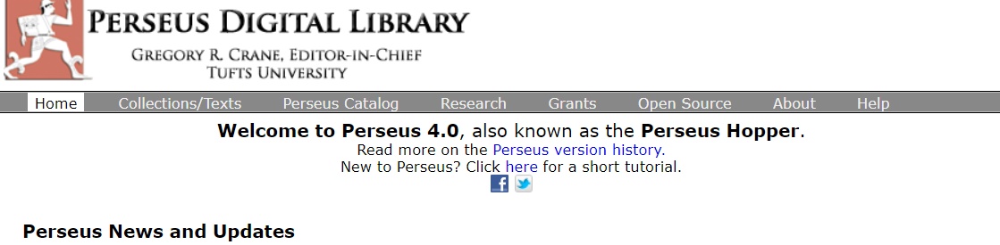 PERSEUS DIGITAL LIBRARY
GREGORY R. CRANE, EDITOR-IN-CHIEF
TUFTS UNIVERSITY
Home Collections/Texts Perseus Catalog Research Grants Open Source About Help
Welcome to Perseus 4.0, also known as the Perseus Hopper.
Read more on the Perseus version history.
New to Perseus? Click here for a short tutorial.
Perseus News and Updates